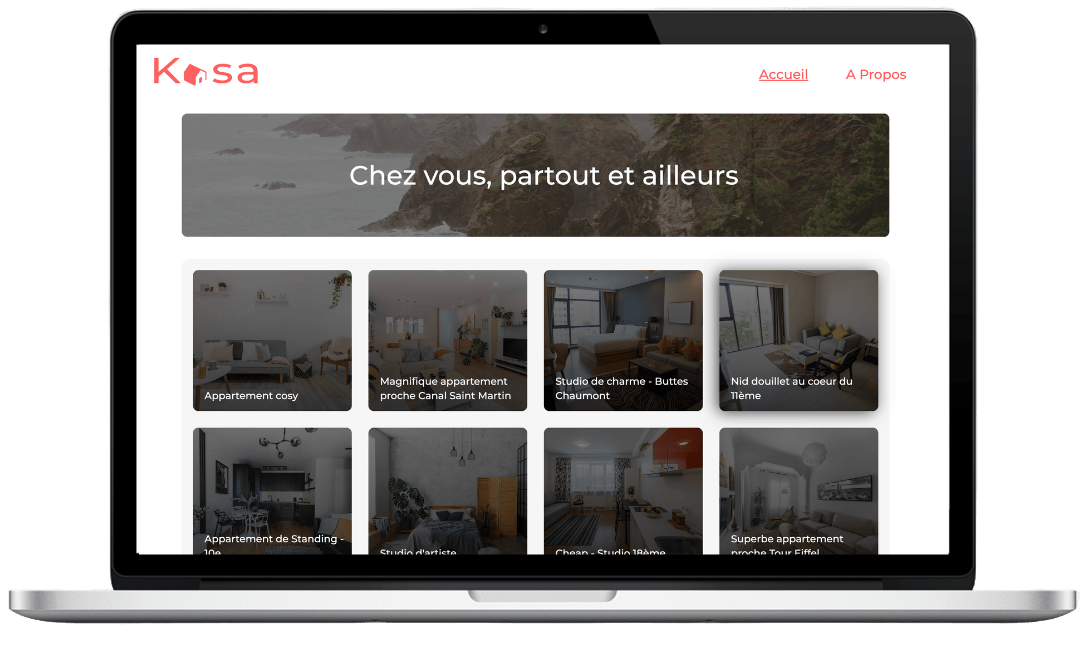 Kasa
Accueil
A Propos
Chez vous, partout et ailleurs
Appartement cosy
Magnifique appartement
proche Canal Saint Martin
Studio de charme - Buttes
Chaumont
Nid douillet au coeur du
11ème
Appartement de Standing -
10e
Studio d'artiste
Cheap - Studio 18ème
Superbe appartement
proche Tour Eiffel